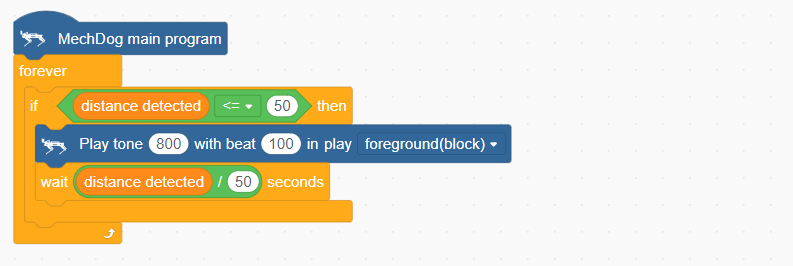 MechDog main program
forever
if distance detected <= 50 then
Play tone 800 with beat 100 in play foreground(block)
wait distance detected / 50 seconds